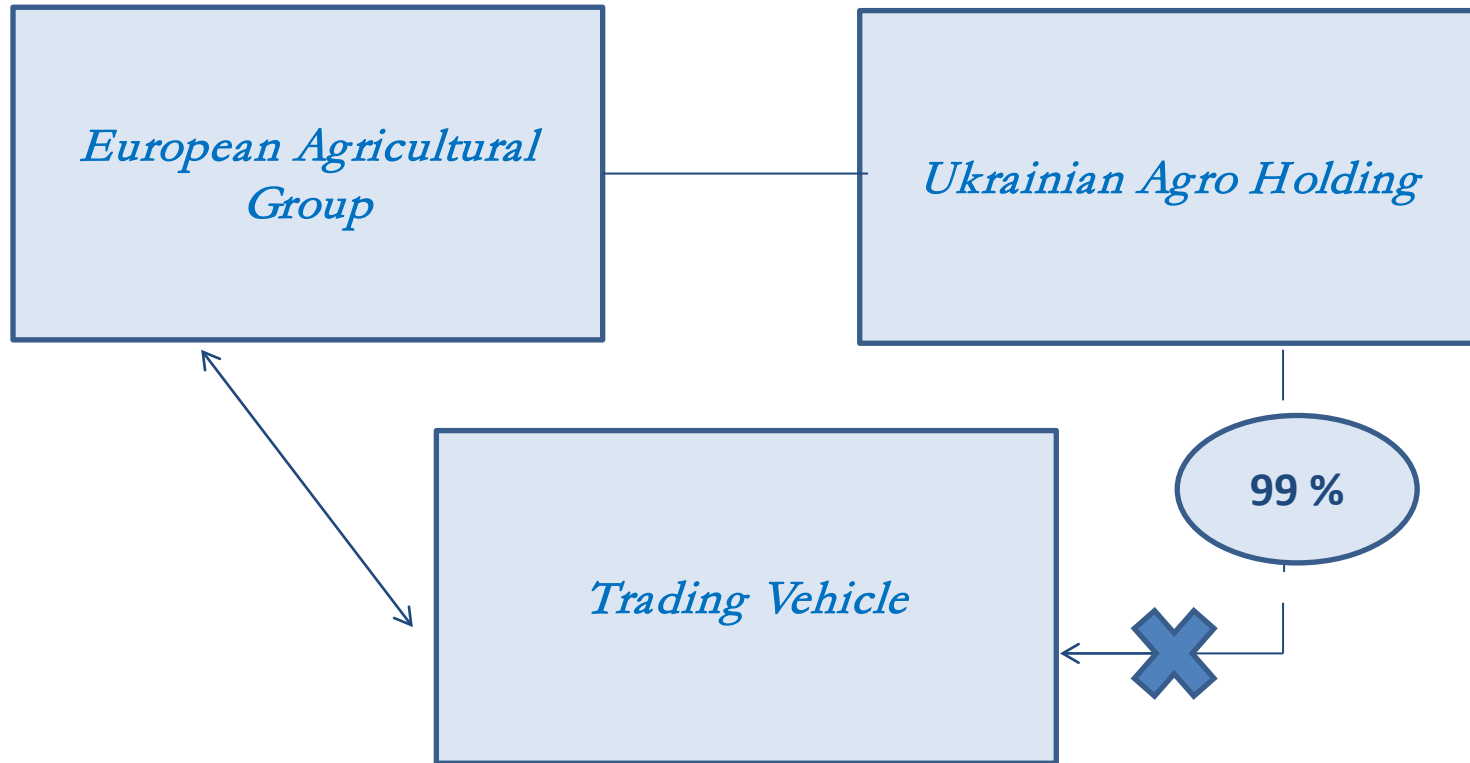 European Agricultural
Group
Ukrainian Agro Holding
99 %
Trading Vehicle